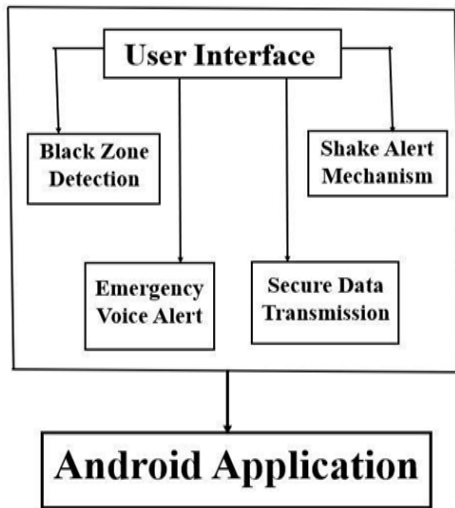 User Interface
Black Zone
Detection
Shake Alert
Mechanism
Emergency
Voice Alert
Secure Data
Transmission
Android Application